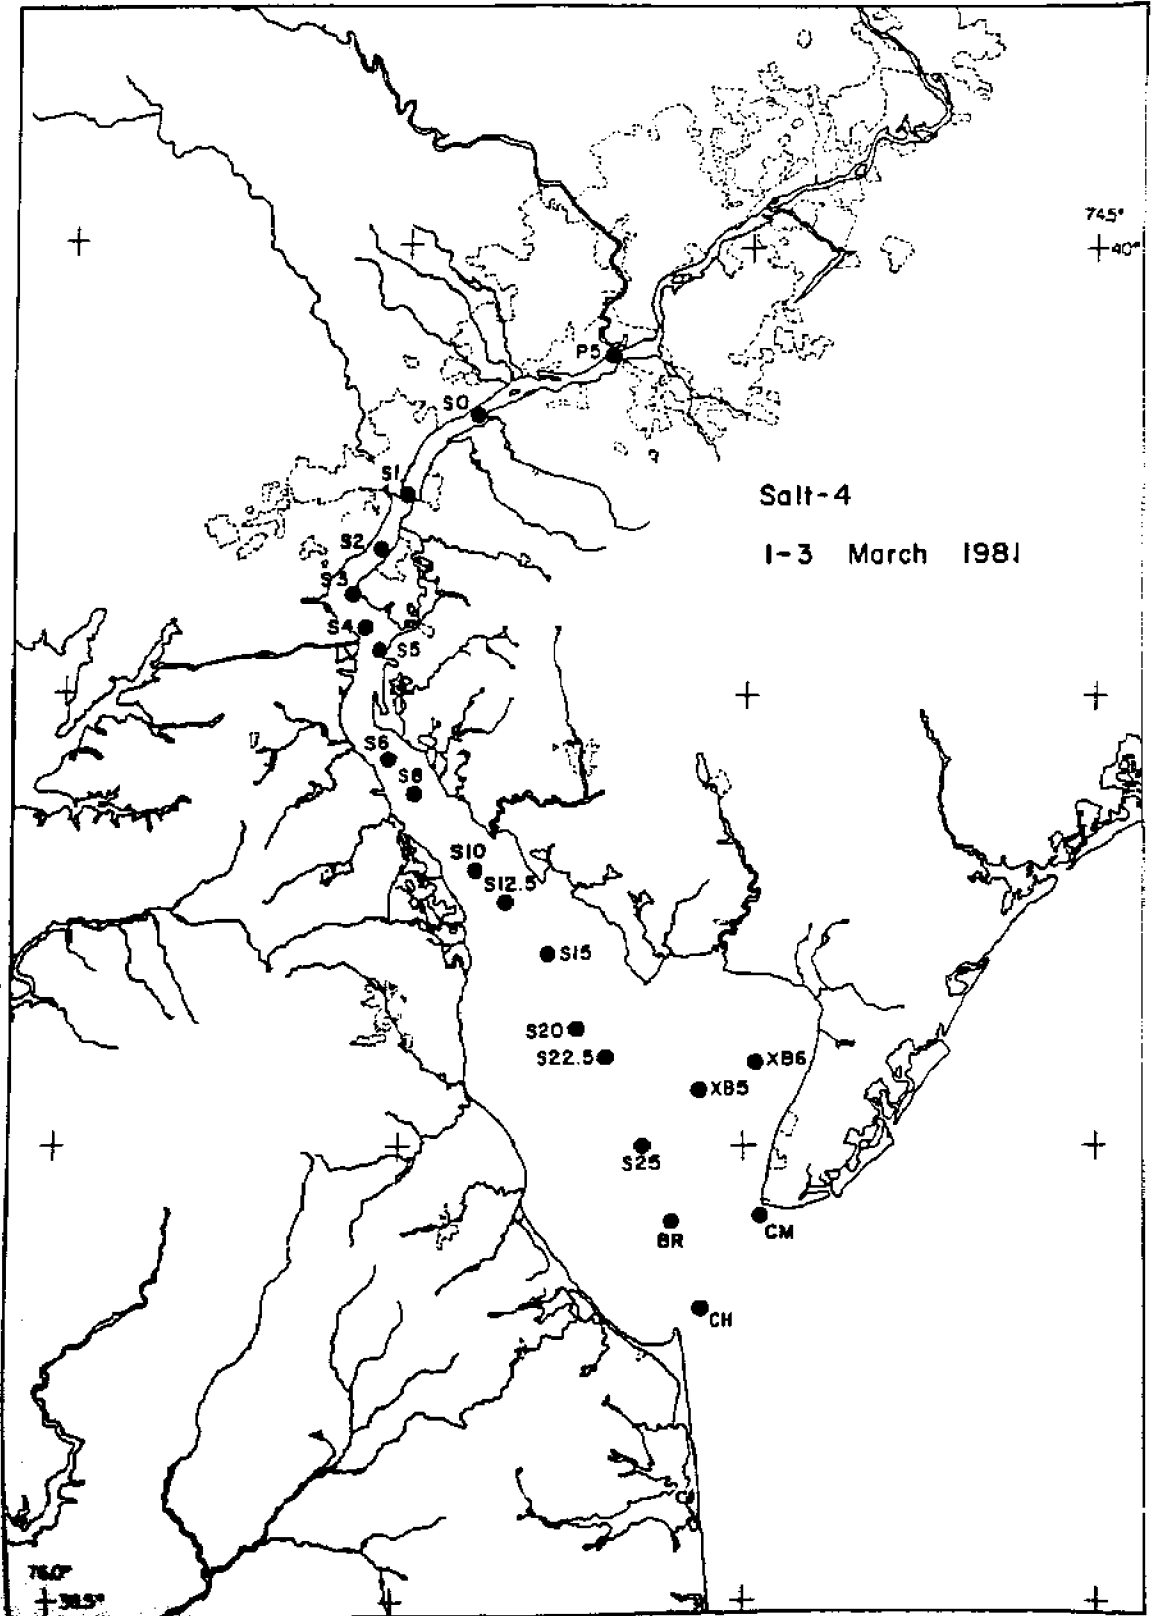 74.5°
40°
P5
S0
S1
Salt-4
S2
1-3 March 1981
S3
S4
S5
S6
S8
S10
S12.5
S15
S20
S22.5
XB6
XB5
S25
BR
CM
CH
76.0°
38.5°